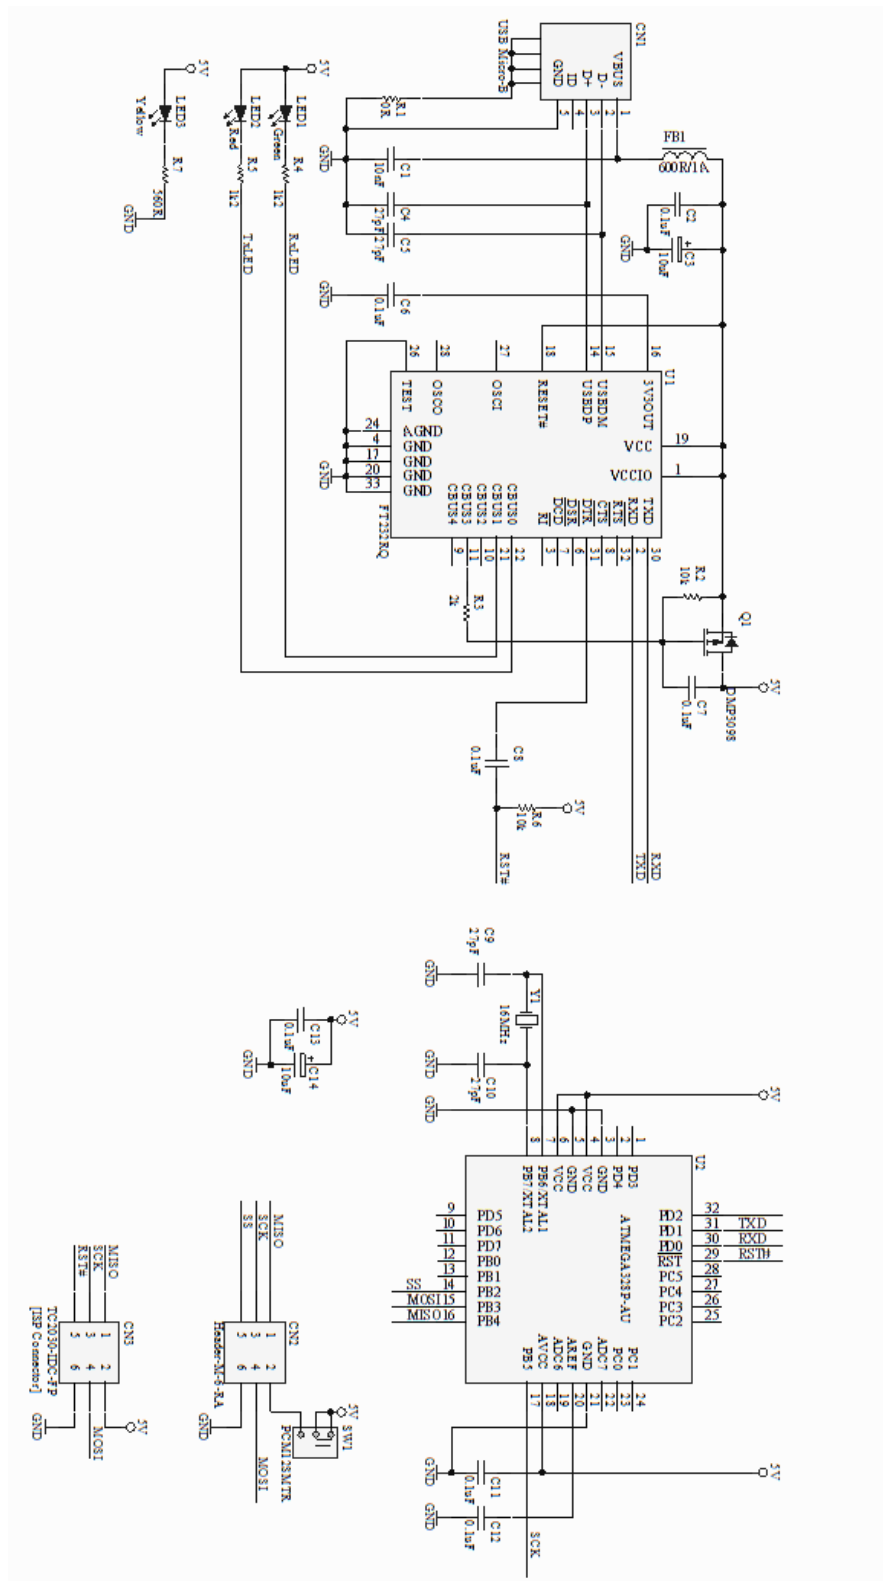 CN1
USB Micro-B
VBUS
D-
D+
ID
GND
1
2
3
4
5
FB1
600R/1A
R1
0R
C1
10nF
C2
0.1uF
C3
10uF
GND
GND
C4
27pF
C5
27pF
C6
0.1uF
GND
5V
LED3
Yellow
R7
560R
GND
5V
LED2
Red
R5
1k2
TxLED
LED1
Green
R4
1k2
RxLED
U1
FT232RQ
16
15
14
18
27
28
26
3V3OUT
USBDM
USBDP
RESET#
OSCI
OSCO
TEST
24 AGND
4 GND
17 GND
20 GND
33 GND
GND
VCC 19
VCCIO 1
TXD
RXD
RTS
CTS
DTR
DSR
DCD
RI
CBUS0
CBUS1
CBUS2
CBUS3
CBUS4
30
2
32
8
31
6
7
3
22
21
10
11
9
R2
10k
Q1
DMP3098
R3
2k
C7
0.1uF
5V
C8
0.1uF
R6
10k
5V
RST#
TXD
RXD
C9
27pF
GND
Y1
16MHz
C10
27pF
GND
GND
5V
5V
C13
0.1uF
C14
10uF
GND
U2
ATMEGA328P-AU
1
2
3
4
5
6
7
8
PD3
PD4
GND
VCC
GND
VCC
PB6/XTAL1
PB7/XTAL2
9 PD5
10 PD6
11 PD7
12 PB0
13 PB1
SS 14 PB2
MOSI 15 PB3
MISO 16 PB4
PD2 32
PD1 31 TXD
PD0 30 RXD
RST 29 RST#
PC5 28
PC4 27
PC3 26
PC2 25
PC1
PC0
ADC7
GND
AREF
ADC6
AVCC
PB5
24
23
22
21
20
19
18
17
5V
C11
0.1uF
GND
C12
0.1uF
GND
SCK
MISO
SCK
SS
CN2
Header-M-6-RA
1
3
5
2
4
6
GND
MOSI
SW1
PCM12SMTR
5V
MISO
SCK
RST#
CN3
TC2030-IDC-FP
[ISP Connector]
1
3
5
2
4
6
5V
MOSI
GND